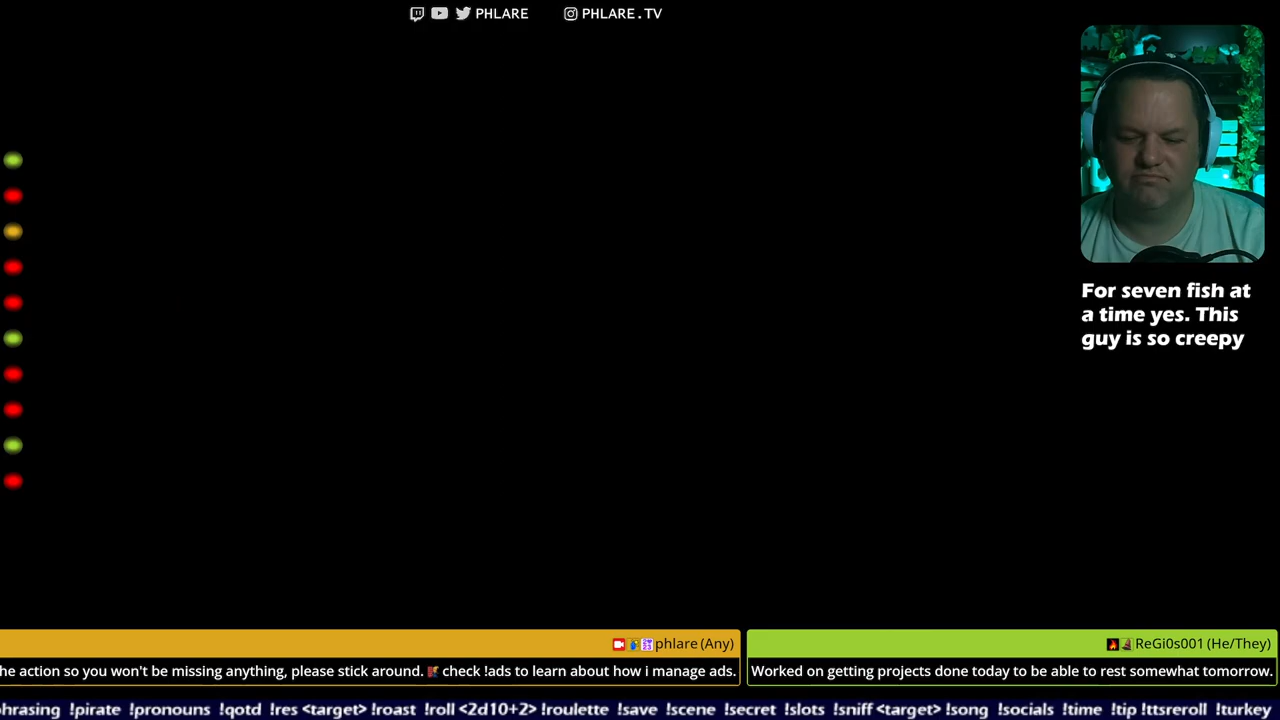 PHLARE PHLARE.TV
For seven fish at
a time yes. This
guy is so creepy
phlare (Any)
he action so you won't be missing anything, please stick around. check !ads to learn about how i manage ads.
ReGi0s001 (He/They)
Worked on getting projects done today to be able to rest somewhat tomorrow.
hrasing !pirate !pronouns !qotd !res <target> !roast !roll <2d10+2> !roulette !save !scene !secret !slots !sniff <target> !song !socials !time !tip !ttsreroll !turkey